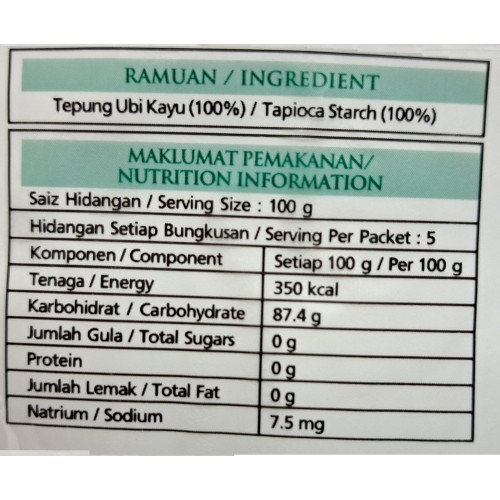 RAMUAN / INGREDIENT
Tepung Ubi Kayu (100%) / Tapioca Starch (100%)
MAKLUMAT PEMAKANAN/
NUTRITION INFORMATION
Saiz Hidangan / Serving Size : 100 g
Hidangan Setiap Bungkusan / Serving Per Packet : 5
Komponen / Component Setiap 100 g / Per 100 g
Tenaga / Energy 350 kcal
Karbohidrat / Carbohydrate 87.4 g
Jumlah Gula / Total Sugars 0 g
Protein 0 g
Jumlah Lemak / Total Fat 0 g
Natrium / Sodium 7.5 mg